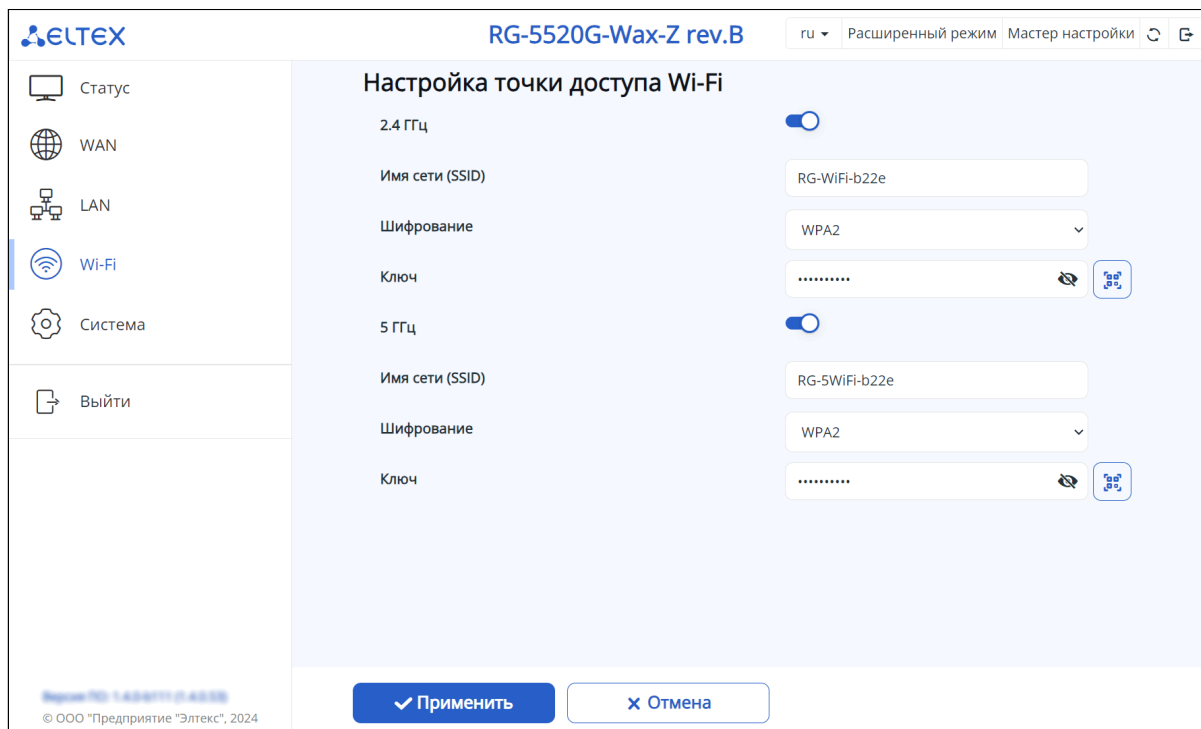 ELTEX
RG-5520G-Wax-Z rev.B
ru
Расширенный режим
Мастер настройки
Статус
WAN
LAN
Wi-Fi
Система
Выйти
Настройка точки доступа Wi-Fi
2.4 ГГц
Имя сети (SSID)
RG-WiFi-b22e
Шифрование
WPA2
Ключ
••••••••••
5 ГГц
Имя сети (SSID)
RG-5WiFi-b22e
Шифрование
WPA2
Ключ
••••••••••
© ООО "Предприятие "Элтекс", 2024
Применить
Отмена